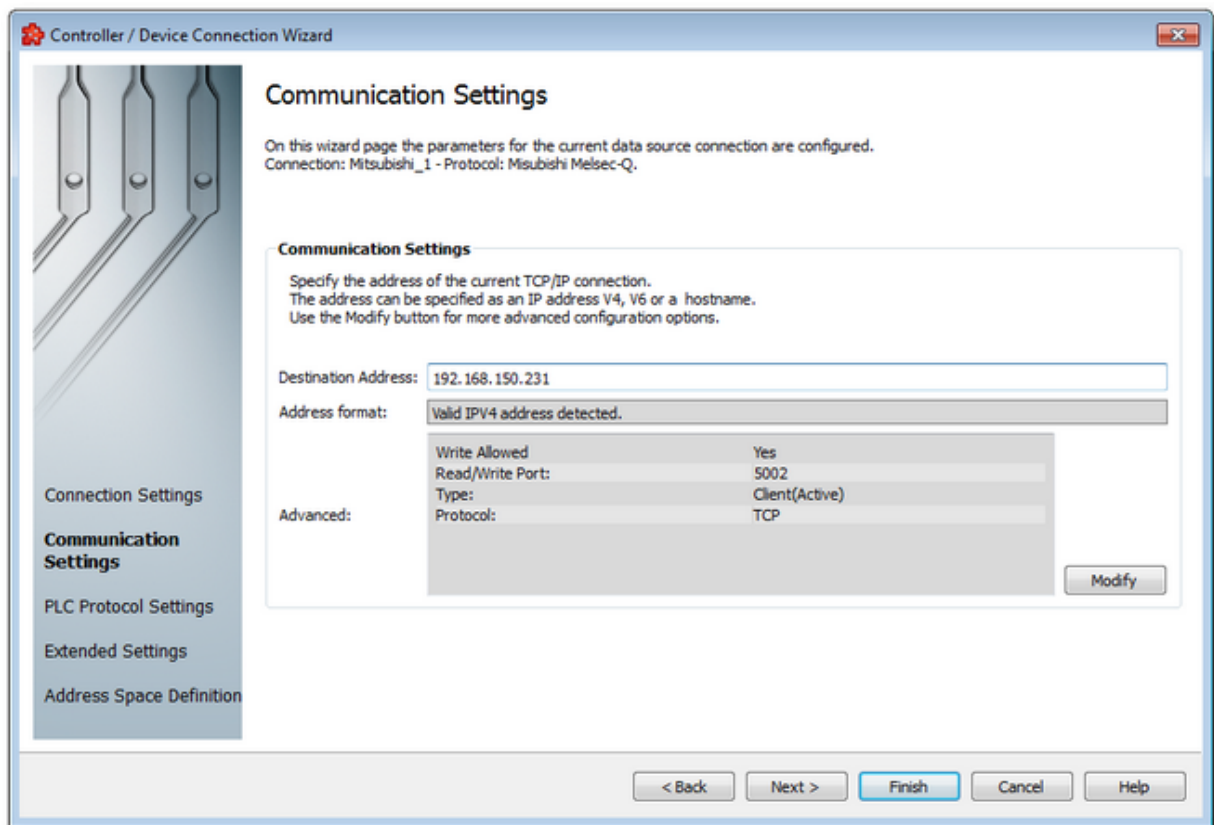 Controller / Device Connection Wizard
Communication Settings
On this wizard page the parameters for the current data source connection are configured.
Connection: Mitsubishi_1 - Protocol: Misubishi Melsec-Q.
Communication Settings
Specify the address of the current TCP/IP connection.
The address can be specified as an IP address V4, V6 or a hostname.
Use the Modify button for more advanced configuration options.
Destination Address: 192.168.150.231
Address format: Valid IPV4 address detected.
Write Allowed Yes
Read/Write Port: 5002
Type: Client(Active)
Advanced: Protocol: TCP
Modify
Connection Settings
Communication
Settings
PLC Protocol Settings
Extended Settings
Address Space Definition
< Back Next > Finish Cancel Help